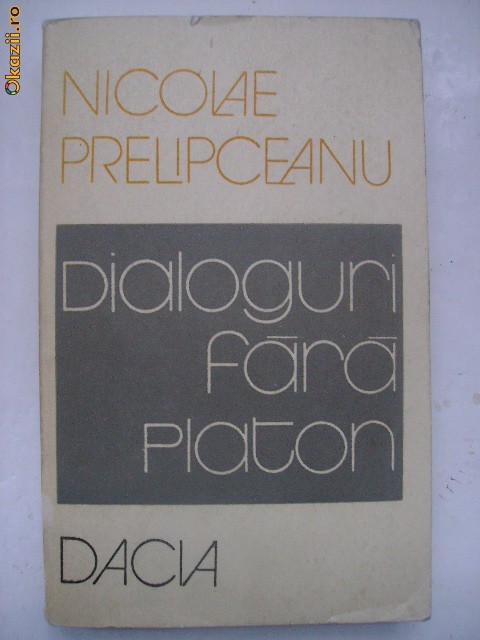 Okazii.ro
NICOLAE
PRELIPCEANU
Dialoguri
fără
Platon
DACIA